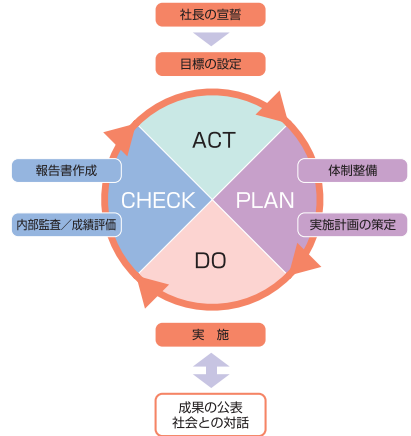 社長の宣誓
目標の設定
ACT
報告書作成
体制整備
CHECK
PLAN
内部監査／成績評価
実施計画の策定
DO
実　施
成果の公表
社会との対話